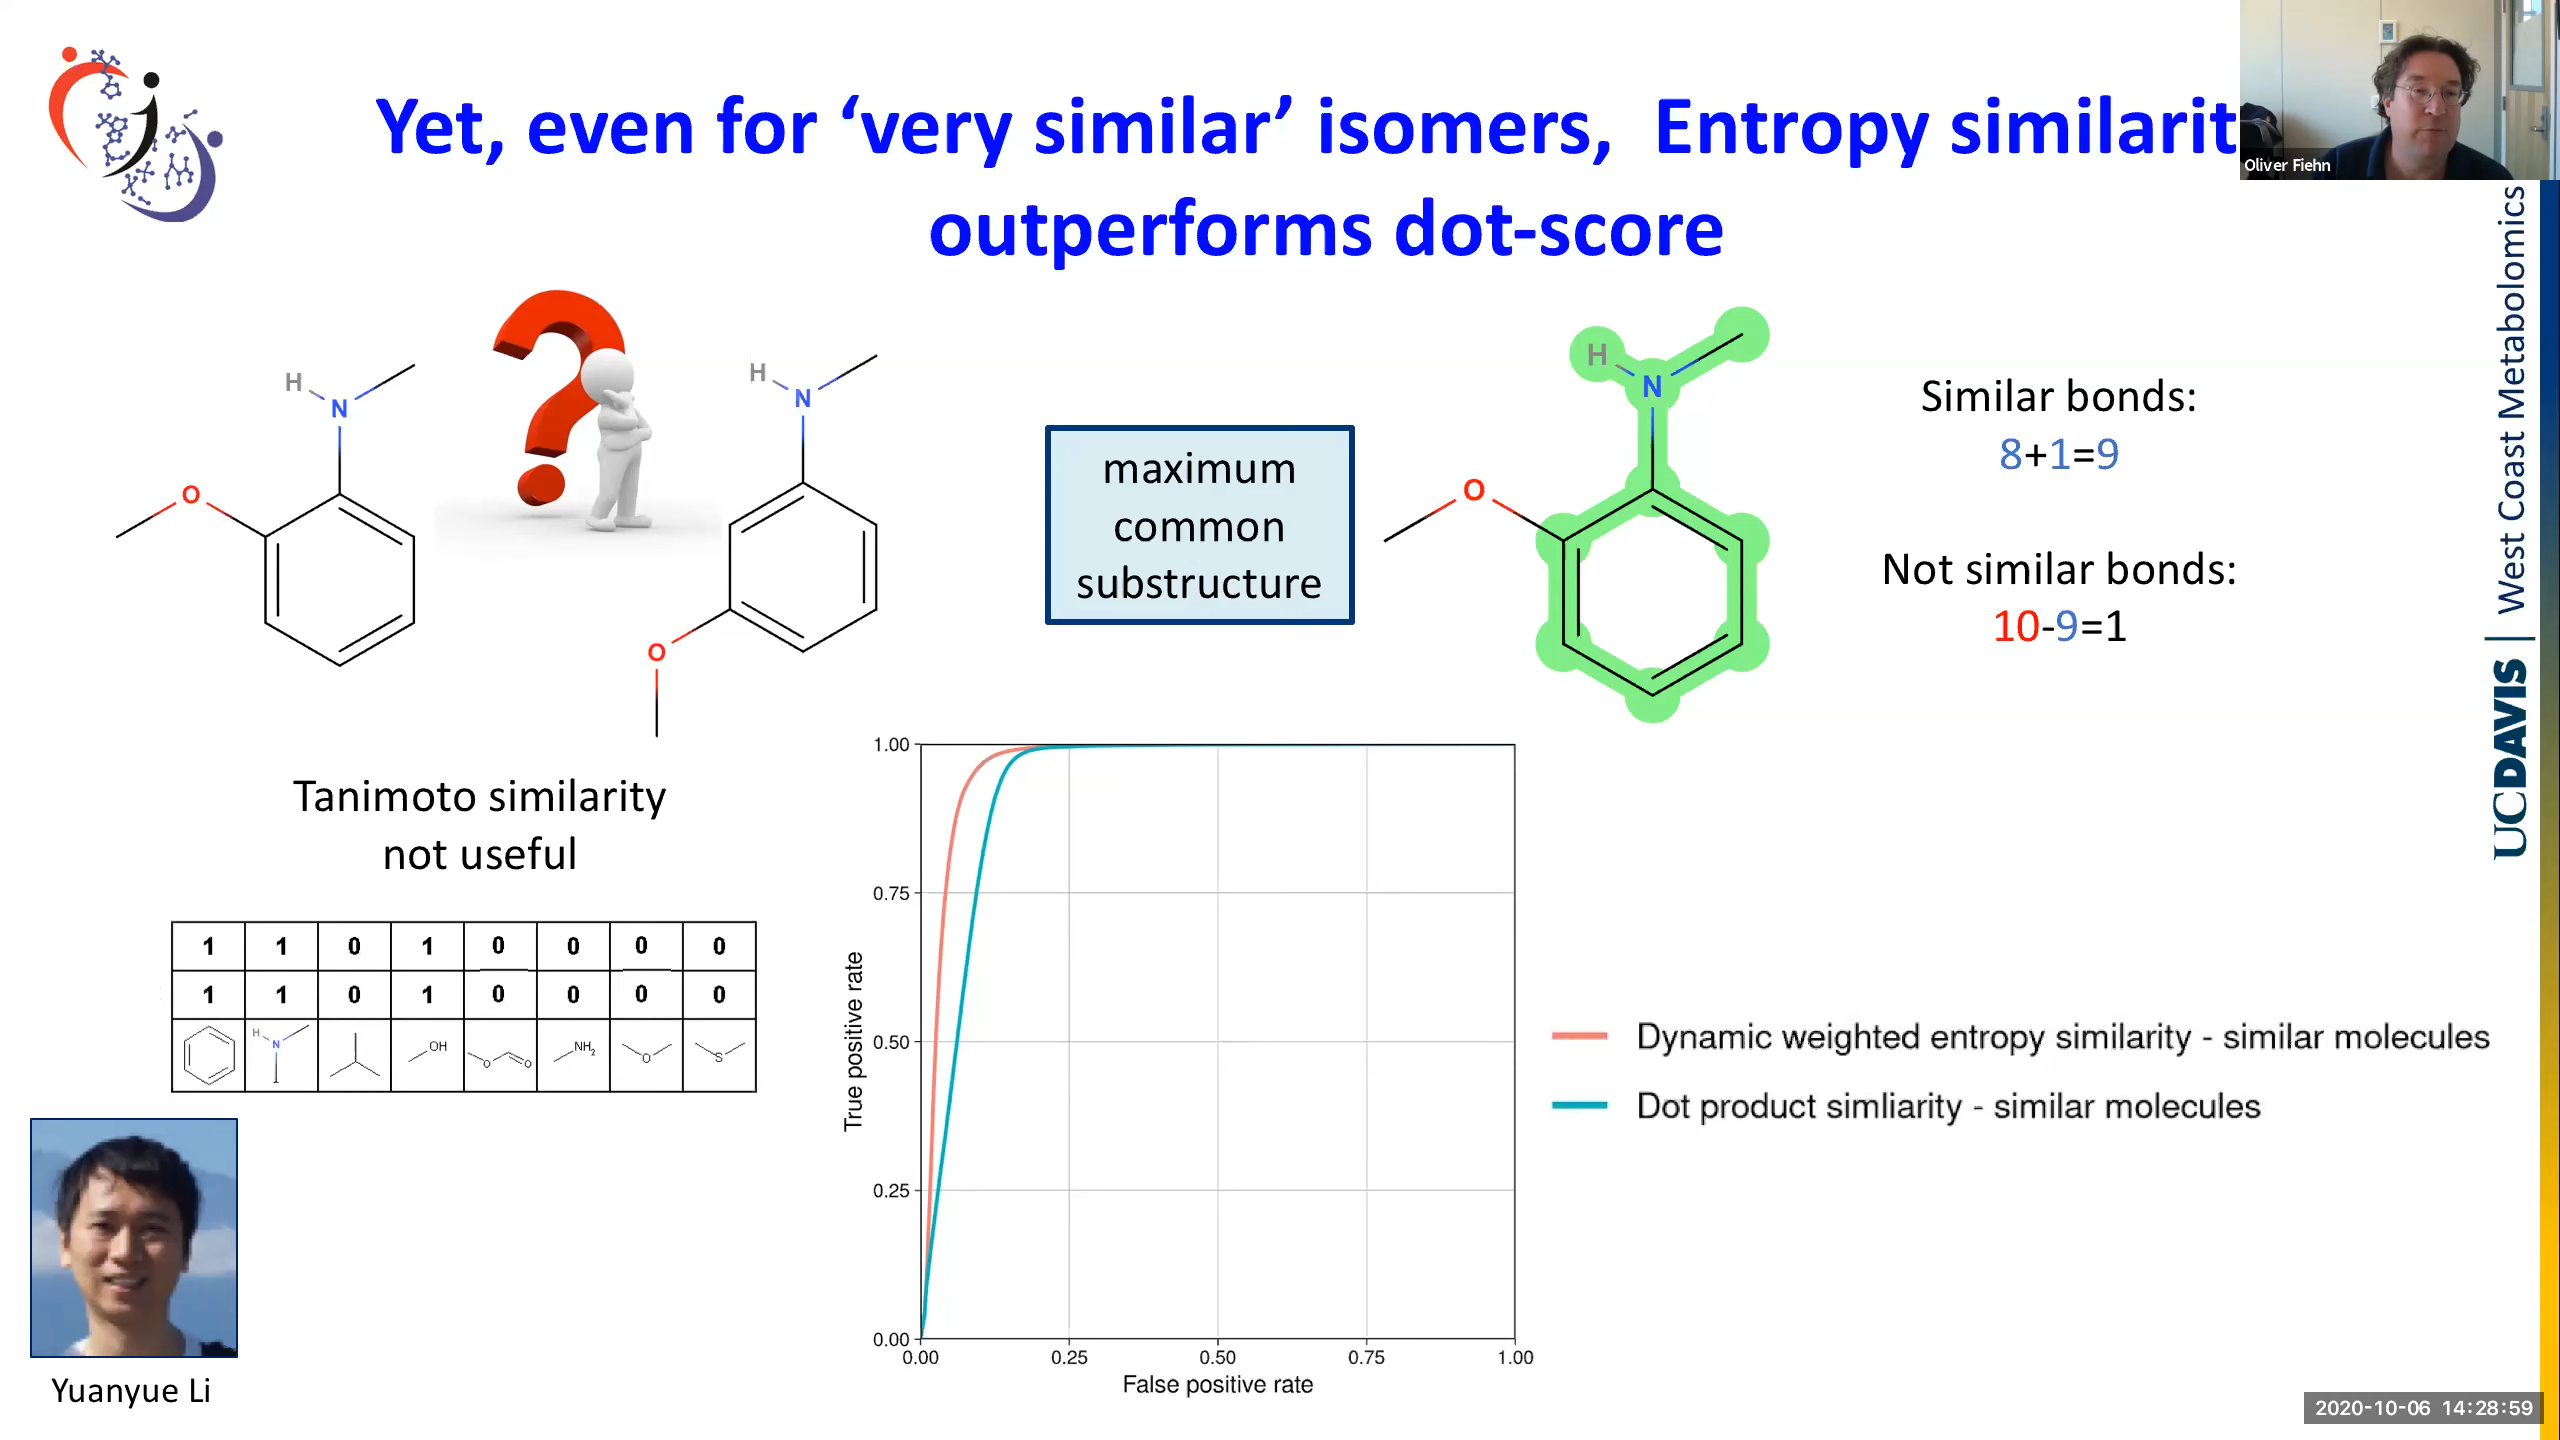 Yet, even for ‘very similar’ isomers, Entropy similarit
outperforms dot-score
Oliver Fiehn
West Coast Metabolomics
UCDAVIS
H
N
O
H
N
O
maximum
common
substructure
H
N
O
Similar bonds:
8+1=9
Not similar bonds:
10-9=1
Tanimoto similarity
not useful
1 1 0 1 0 0 0 0
1 1 0 1 0 0 0 0
H N OH O O NH2 O S
1.00
0.75
0.50
0.25
0.00
True positive rate
0.00 0.25 0.50 0.75 1.00
False positive rate
Dynamic weighted entropy similarity - similar molecules
Dot product simliarity - similar molecules
Yuanyue Li
2020-10-06 14:28:59